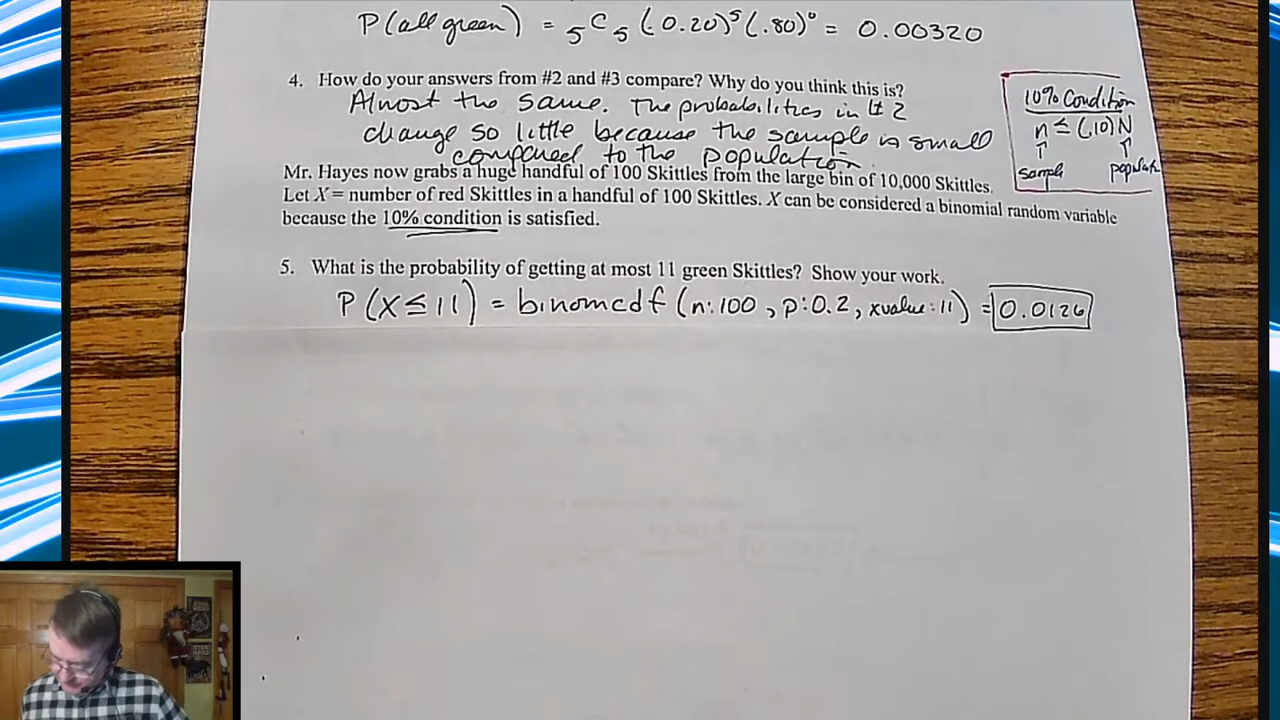 P(all green) = ₅C₅ (0.20)⁵(.80)⁰ = 0.00320
4. How do your answers from #2 and #3 compare? Why do you think this is?
Almost the same. The probabilities in # 2
change so little because the sample is small
compared to the population.
10% Condition
n ≤ (.10) N
↑ ↑
sample populat
Mr. Hayes now grabs a huge handful of 100 Skittles from the large bin of 10,000 Skittles.
Let X = number of red Skittles in a handful of 100 Skittles. X can be considered a binomial random variable
because the 10% condition is satisfied.
5. What is the probability of getting at most 11 green Skittles? Show your work.
P(X ≤ 11) = binomcdf (n:100, p:0.2, xvalue:11) = 0.0126